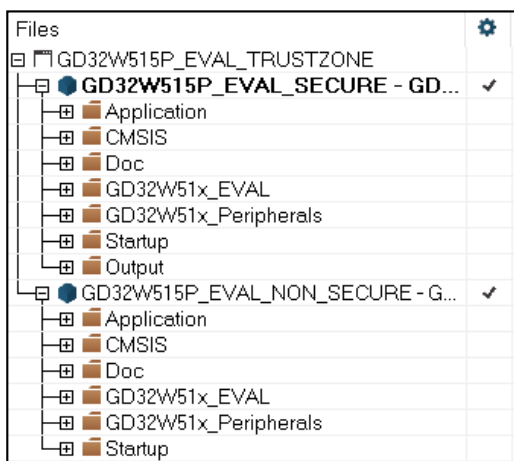 Files
GD32W515P_EVAL_TRUSTZONE
GD32W515P_EVAL_SECURE - GD...
Application
CMSIS
Doc
GD32W51x_EVAL
GD32W51x_Peripherals
Startup
Output
GD32W515P_EVAL_NON_SECURE - G...
Application
CMSIS
Doc
GD32W51x_EVAL
GD32W51x_Peripherals
Startup